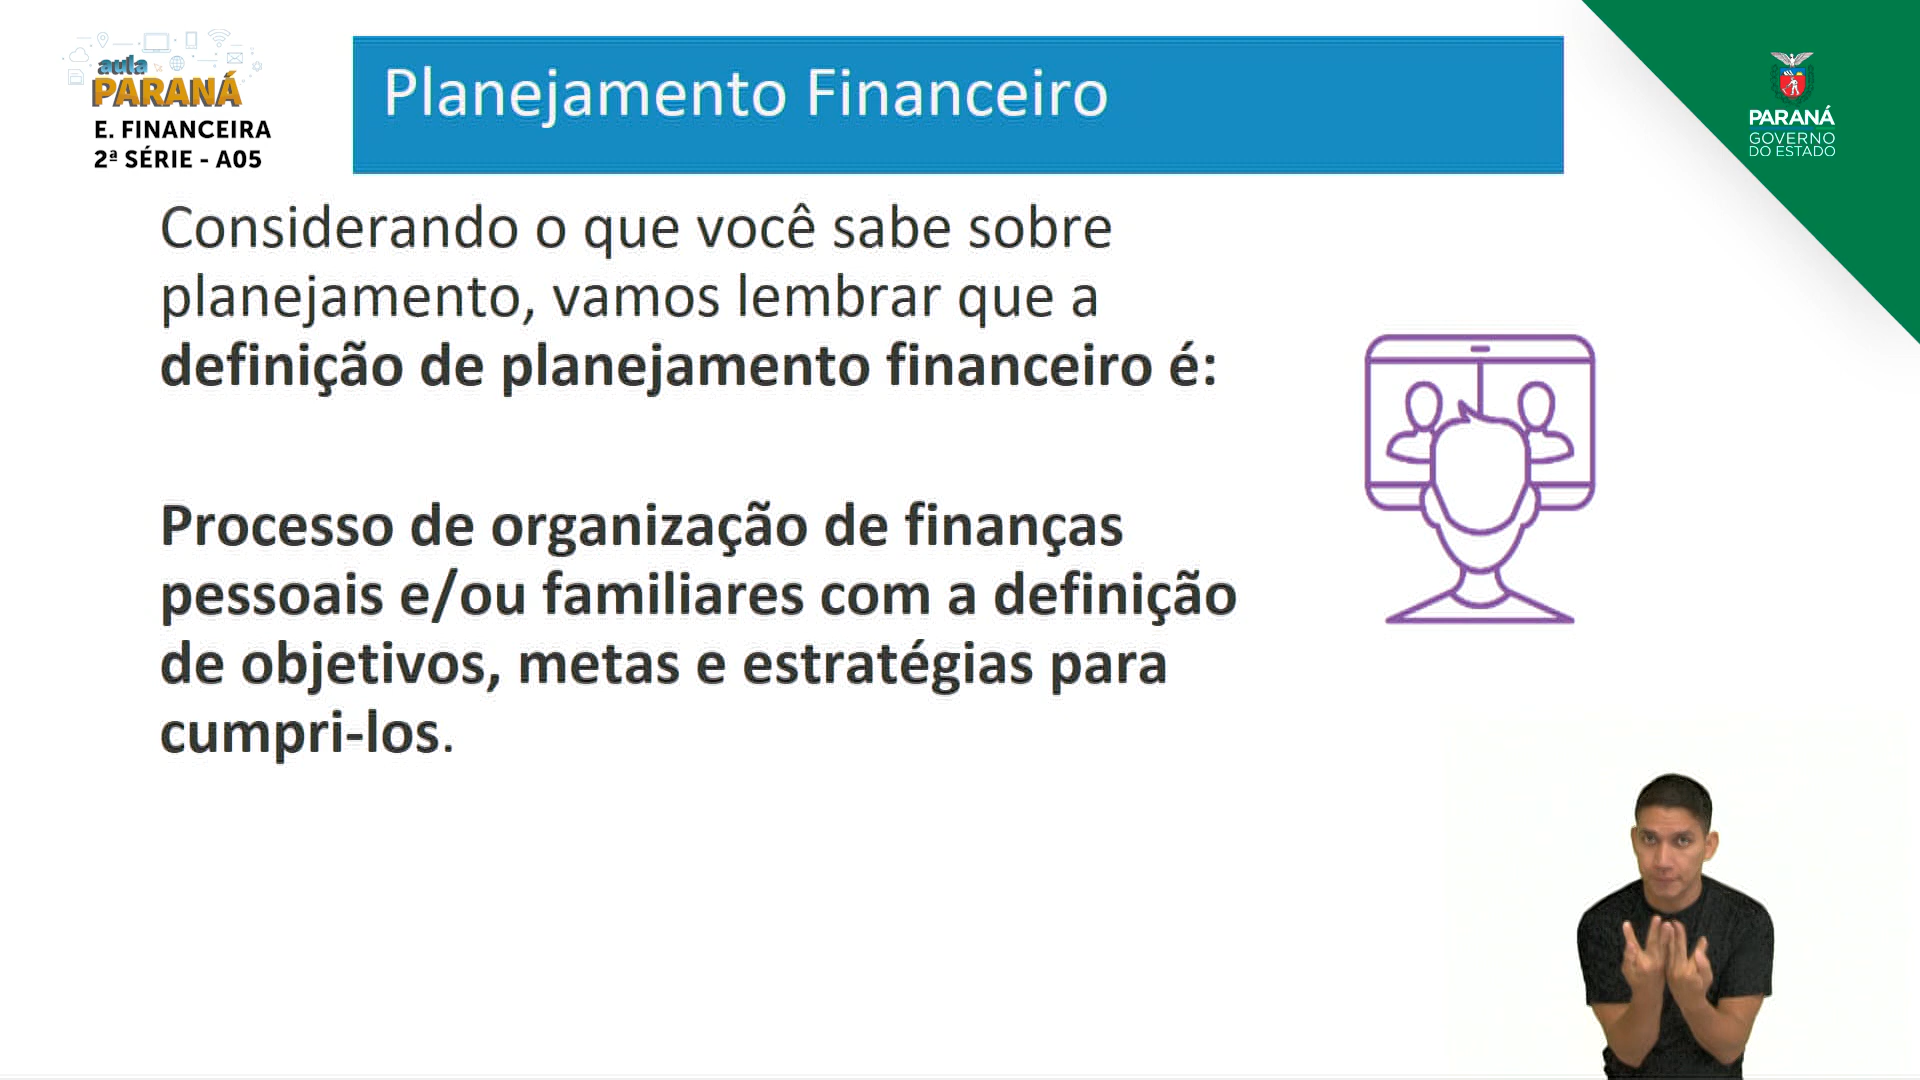 aula
PARANÁ
E. FINANCEIRA
2ª SÉRIE - A05
Planejamento Financeiro
PARANÁ
GOVERNO
DO ESTADO
Considerando o que você sabe sobre
planejamento, vamos lembrar que a
definição de planejamento financeiro é:
Processo de organização de finanças
pessoais e/ou familiares com a definição
de objetivos, metas e estratégias para
cumpri-los.